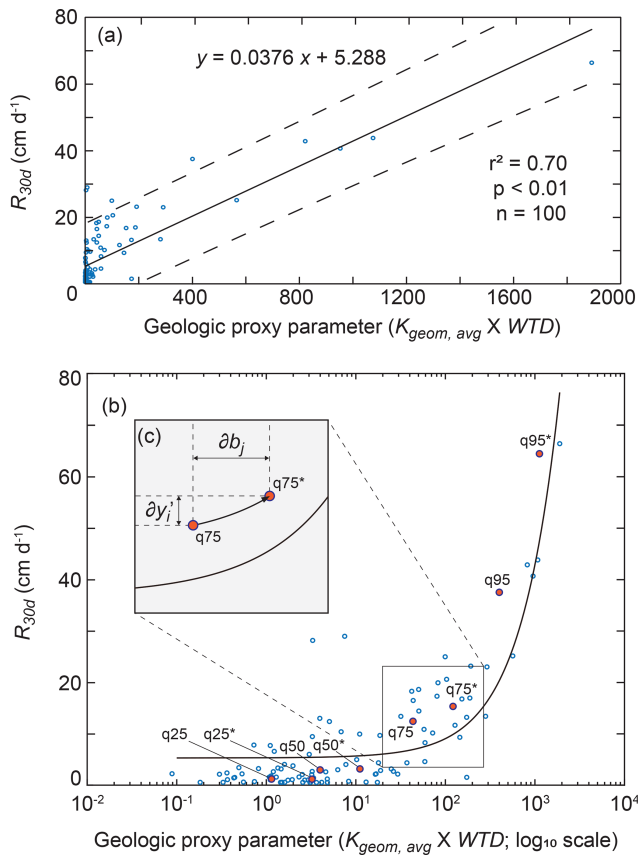 (a)
y = 0.0376 x + 5.288
r² = 0.70
p < 0.01
n = 100
R30d (cm d-1)
80
60
40
20
0
400
800
1200
1600
2000
Geologic proxy parameter (Kgeom, avg X WTD)
(b)
(c)
∂bj
q75*
∂yi’
q75
q95*
q95
q75*
q75
q25
q25*
q50
q50*
R30d (cm d-1)
80
60
40
20
0
10-2
10-1
100
101
102
103
104
Geologic proxy parameter (Kgeom, avg X WTD; log₁₀ scale)